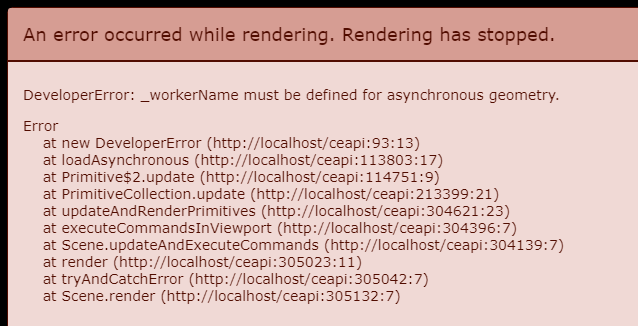 An error occurred while rendering. Rendering has stopped.
DeveloperError: _workerName must be defined for asynchronous geometry.
Error
at new DeveloperError (http://localhost/ceapi:93:13)
at loadAsynchronous (http://localhost/ceapi:113803:17)
at Primitive$2.update (http://localhost/ceapi:114751:9)
at PrimitiveCollection.update (http://localhost/ceapi:213399:21)
at updateAndRenderPrimitives (http://localhost/ceapi:304621:23)
at executeCommandsInViewport (http://localhost/ceapi:304396:7)
at Scene.updateAndExecuteCommands (http://localhost/ceapi:304139:7)
at render (http://localhost/ceapi:305023:11)
at tryAndCatchError (http://localhost/ceapi:305042:7)
at Scene.render (http://localhost/ceapi:305132:7)